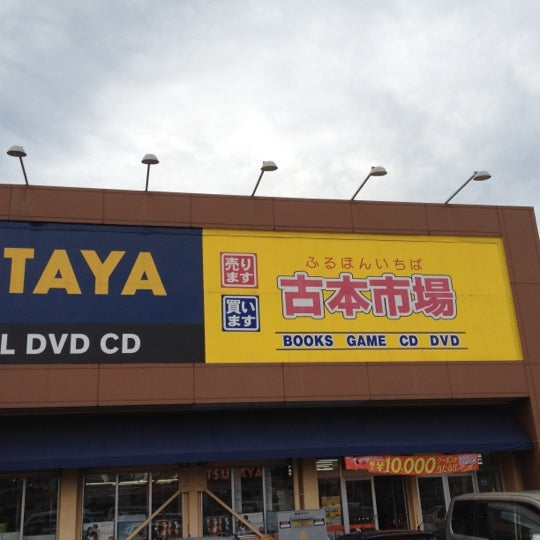 TAYA
L DVD CD
売り
ます
買い
ます
ふるほんいちば
古本市場
BOOKS GAME CD DVD
TSUTAYA
¥10,000